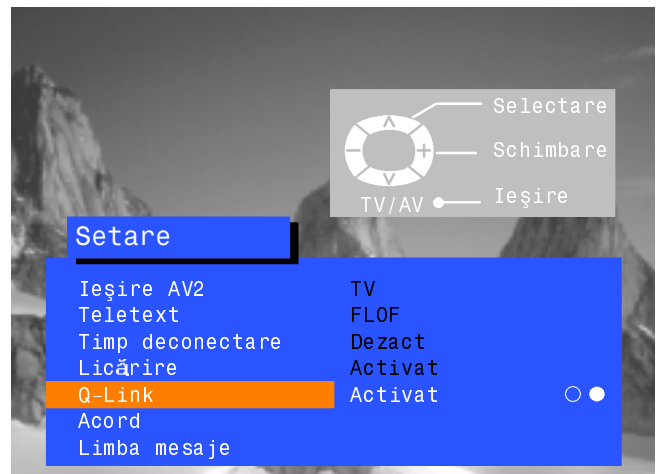 Selectare
Schimbare
TV/AV Ieşire
Setare
Ieşire AV2 TV
Teletext FLOF
Timp deconectare Dezact
Licărire Activat
Q-Link Activat
Acord
Limba mesaje